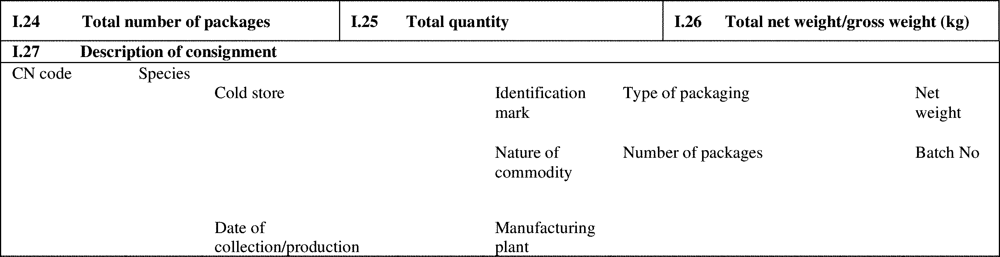 I.24 Total number of packages I.25 Total quantity I.26 Total net weight/gross weight (kg)
I.27 Description of consignment
CN code Species
Cold store Identification Type of packaging Net
mark weight
Nature of Number of packages Batch No
commodity
Date of Manufacturing
collection/production plant